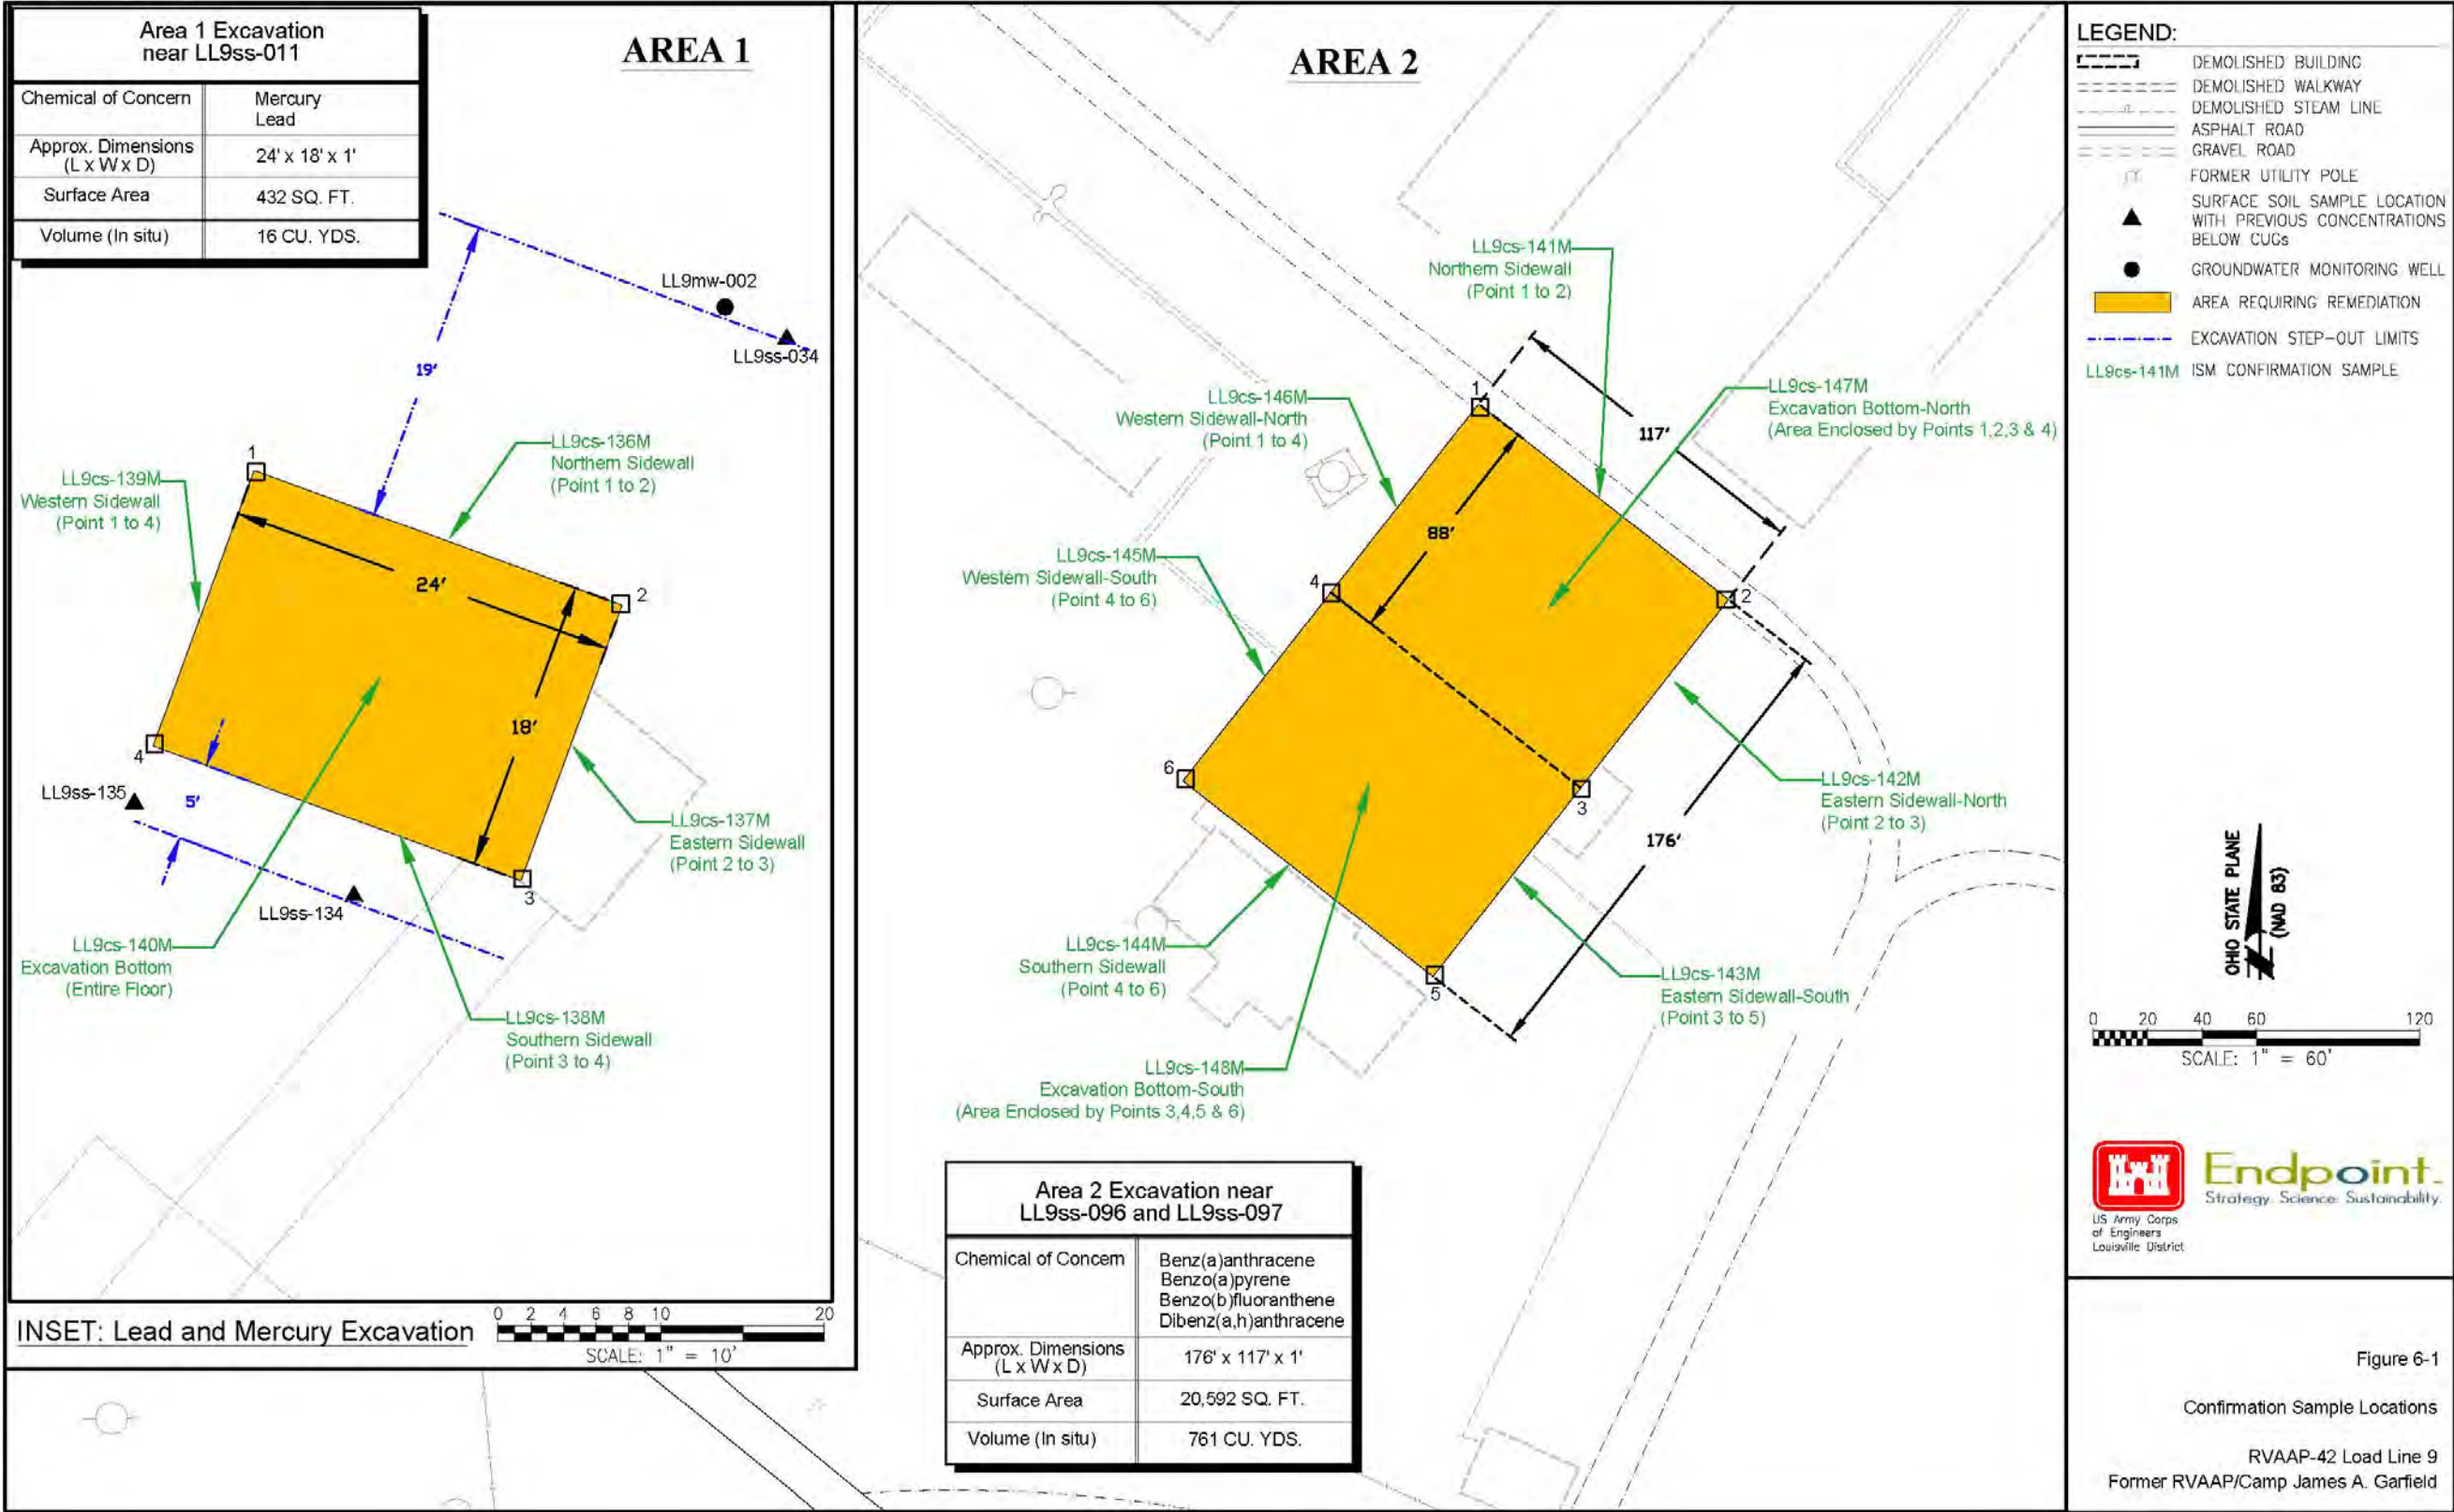 Area 1 Excavation
near LL9ss-011
Chemical of Concern
Mercury
Lead
Approx. Dimensions
(L x W x D)
24' x 18' x 1'
Surface Area
432 SQ. FT.
Volume (In situ)
16 CU. YDS.
AREA 1
LL9mw-002
LL9ss-034
19'
1
LL9cs-136M
Northern Sidewall
(Point 1 to 2)
LL9cs-139M
Western Sidewall
(Point 1 to 4)
24'
2
18'
4
LL9ss-135
5'
LL9cs-137M
Eastern Sidewall
(Point 2 to 3)
3
LL9ss-134
LL9cs-140M
Excavation Bottom
(Entire Floor)
LL9cs-138M
Southern Sidewall
(Point 3 to 4)
INSET: Lead and Mercury Excavation
0 2 4 6 8 10 20
SCALE: 1" = 10'
AREA 2
LL9cs-141M
Northern Sidewall
(Point 1 to 2)
1
LL9cs-146M
Western Sidewall-North
(Point 1 to 4)
LL9cs-147M
Excavation Bottom-North
(Area Enclosed by Points 1,2,3 & 4)
117'
88'
LL9cs-145M
Western Sidewall-South
(Point 4 to 6)
4
2
6
3
LL9cs-142M
Eastern Sidewall-North
(Point 2 to 3)
176'
LL9cs-144M
Southern Sidewall
(Point 4 to 6)
5
LL9cs-143M
Eastern Sidewall-South
(Point 3 to 5)
LL9cs-148M
Excavation Bottom-South
(Area Enclosed by Points 3,4,5 & 6)
Area 2 Excavation near
LL9ss-096 and LL9ss-097
Chemical of Concern
Benz(a)anthracene
Benzo(a)pyrene
Benzo(b)fluoranthene
Dibenz(a,h)anthracene
Approx. Dimensions
(L x W x D)
176' x 117' x 1'
Surface Area
20,592 SQ. FT.
Volume (In situ)
761 CU. YDS.
LEGEND:
DEMOLISHED BUILDING
DEMOLISHED WALKWAY
DEMOLISHED STEAM LINE
ASPHALT ROAD
GRAVEL ROAD
FORMER UTILITY POLE
SURFACE SOIL SAMPLE LOCATION
WITH PREVIOUS CONCENTRATIONS
BELOW CUGs
GROUNDWATER MONITORING WELL
AREA REQUIRING REMEDIATION
EXCAVATION STEP-OUT LIMITS
LL9cs-141M ISM CONFIRMATION SAMPLE
OHIO STATE PLANE
(NAD 83)
0 20 40 60 120
SCALE: 1" = 60'
US Army Corps
of Engineers
Louisville District
Endpoint.
Strategy. Science. Sustainability.
Figure 6-1
Confirmation Sample Locations
RVAAP-42 Load Line 9
Former RVAAP/Camp James A. Garfield